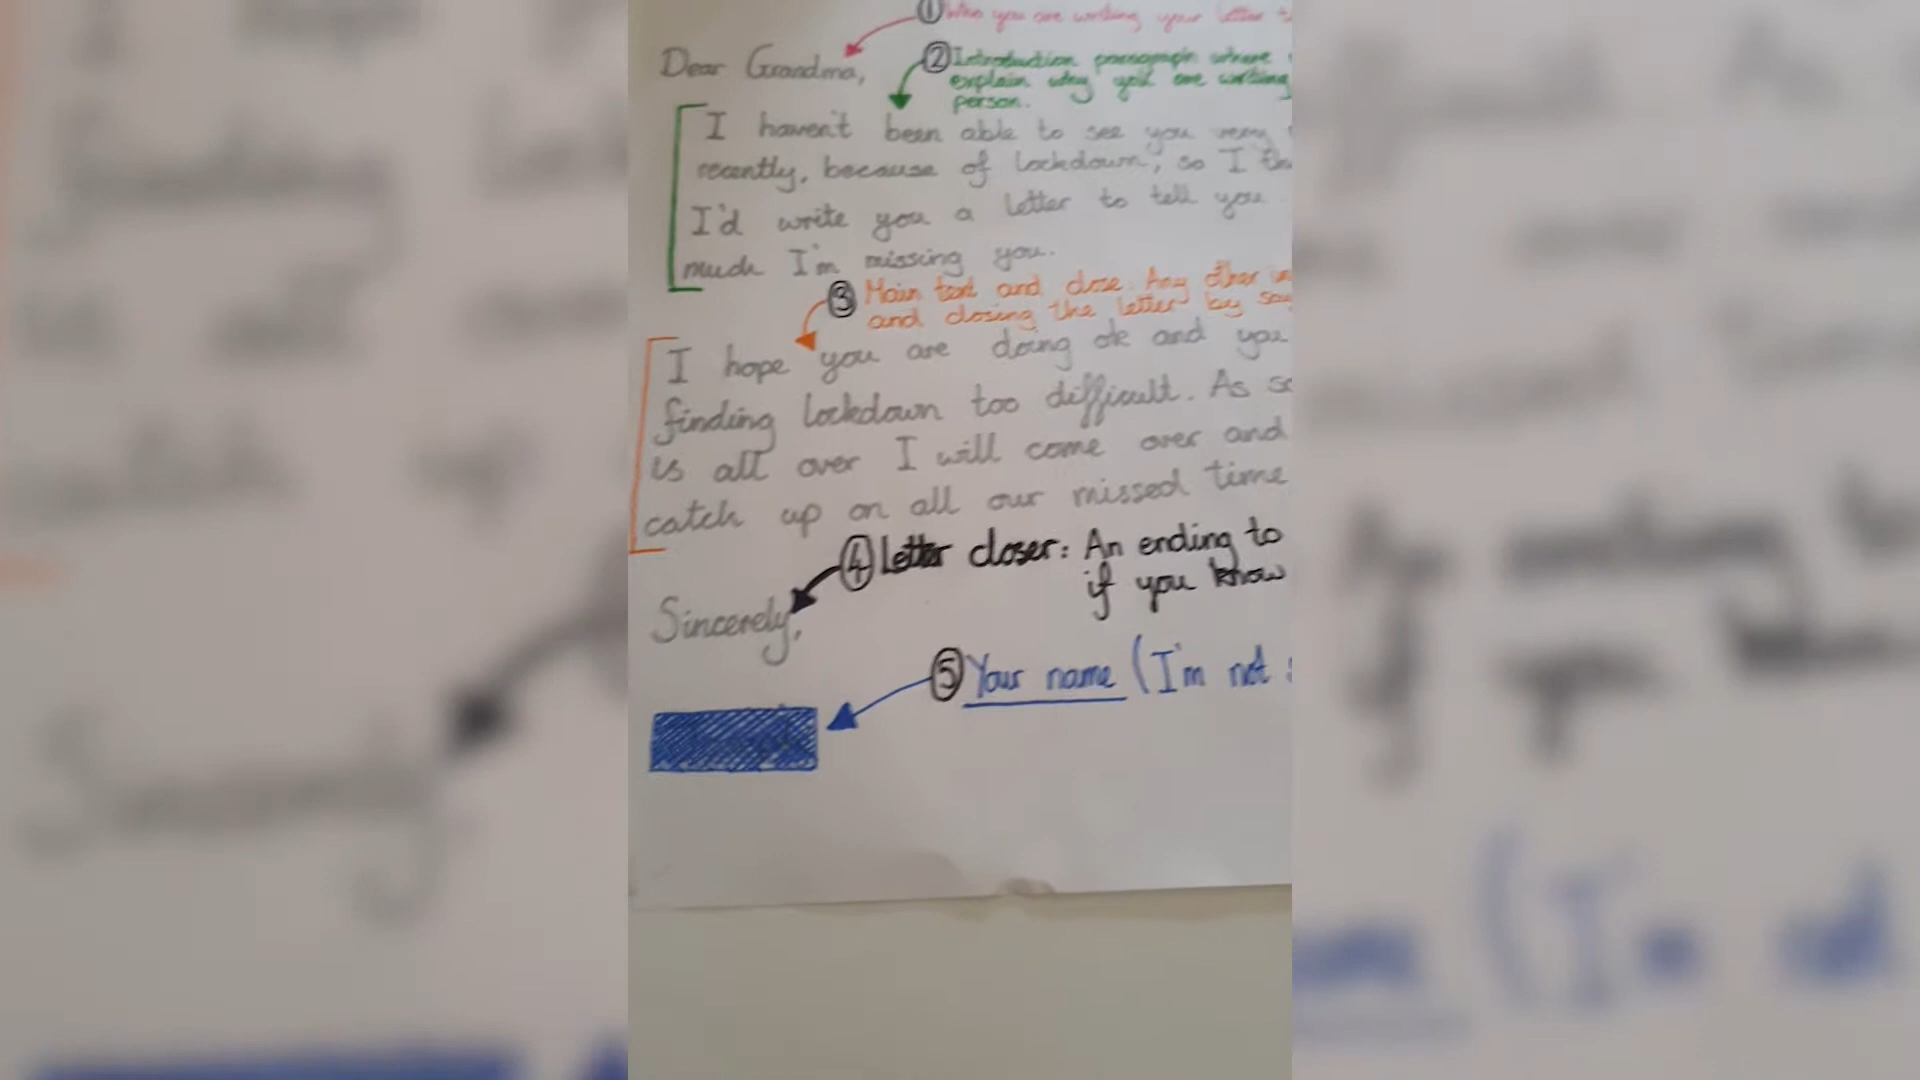 ① Who you are writing your letter
Dear Grandma,
② Introduction paragraph where
explain why you are writing
person.
I haven't been able to see you very
recently, because of lockdown, so I
I'd write you a letter to tell you
much I'm missing you.
③ Main text and close. Any other
and closing the letter by
I hope you are doing ok and you
finding lockdown too difficult. As
is all over I will come over and
catch up on all our missed time
④ Letter closer: An ending to
if you know
Sincerely,
⑤ Your name (I'm not